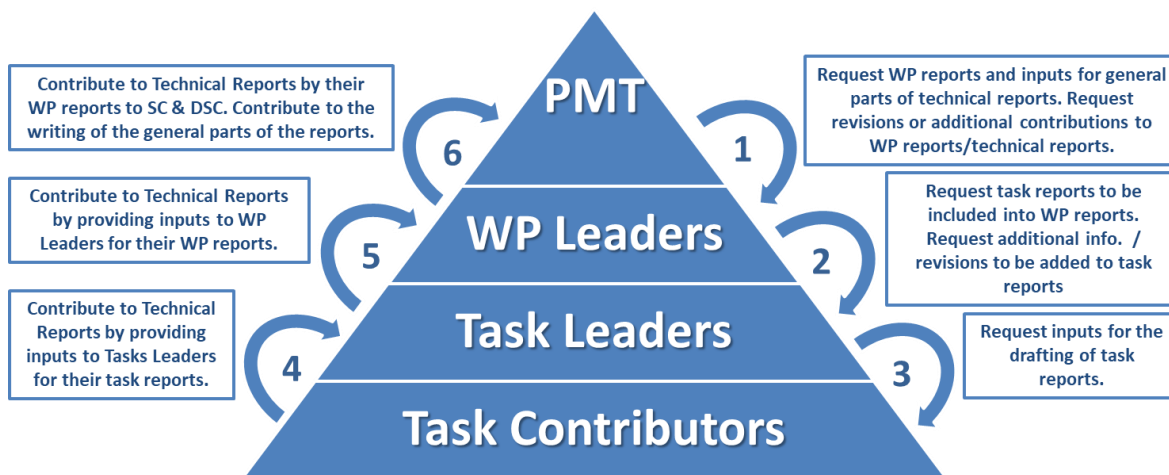 PMT
WP Leaders
Task Leaders
Task Contributors
Request WP reports and inputs for general
parts of technical reports. Request
revisions or additional contributions to
WP reports/technical reports.
1
Request task reports to be
included into WP reports.
Request additional info.  /
revisions to be added to task
reports
2
Request inputs for the
drafting of task
reports.
3
Contribute to Technical
Reports by providing
inputs to Tasks Leaders
for their task reports.
4
Contribute to Technical Reports
by providing inputs to WP
Leaders for their WP reports.
5
Contribute to Technical Reports by their
WP reports to SC & DSC. Contribute to the
writing of the general parts of the reports.
6